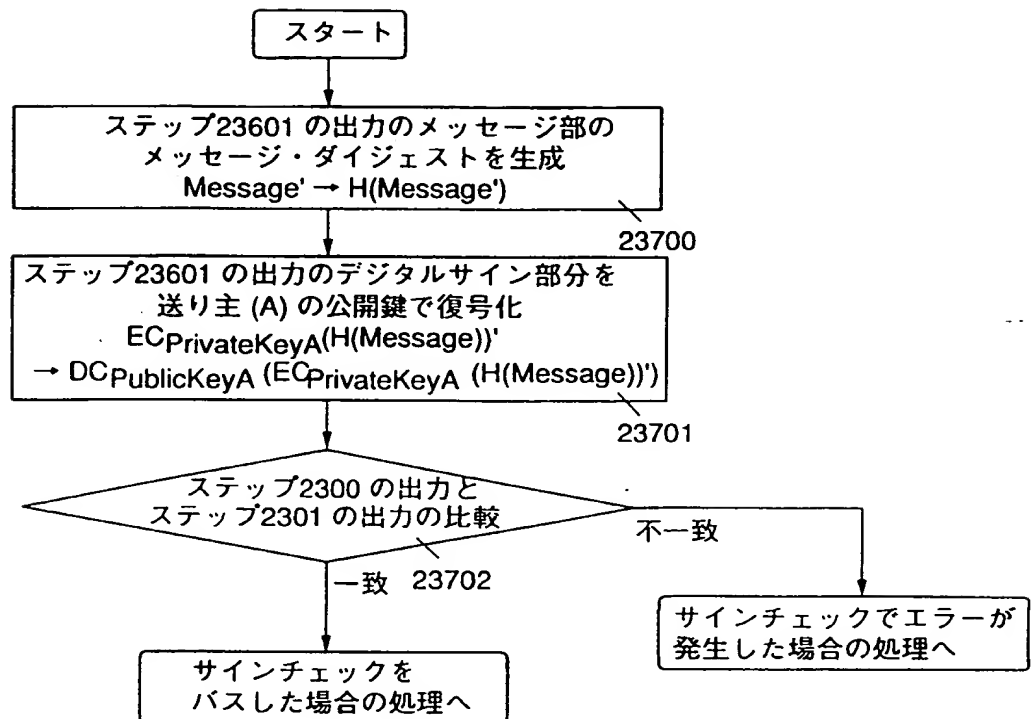 スタート
ステップ23601 の出力のメッセージ部の
メッセージ・ダイジェストを生成
Message' → H(Message')
23700
ステップ23601 の出力のデジタルサイン部分を
送り主 (A) の公開鍵で復号化
ECPrivateKeyA(H(Message))'
→ DCPublicKeyA (ECPrivateKeyA (H(Message))')
23701
ステップ2300 の出力と
ステップ2301 の出力の比較
不一致
一致 23702
サインチェックでエラーが
発生した場合の処理へ
サインチェックを
パスした場合の処理へ